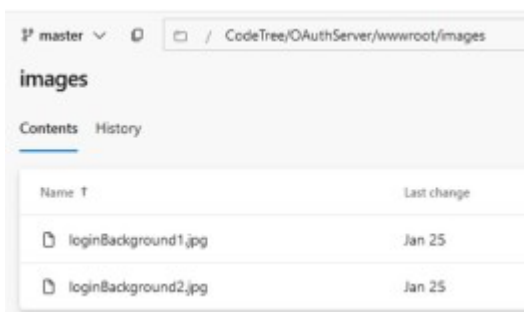 master
/ CodeTree/OAuthServer/wwwroot/images
images
Contents History
Name ↑ Last change
loginBackground1.jpg Jan 25
loginBackground2.jpg Jan 25